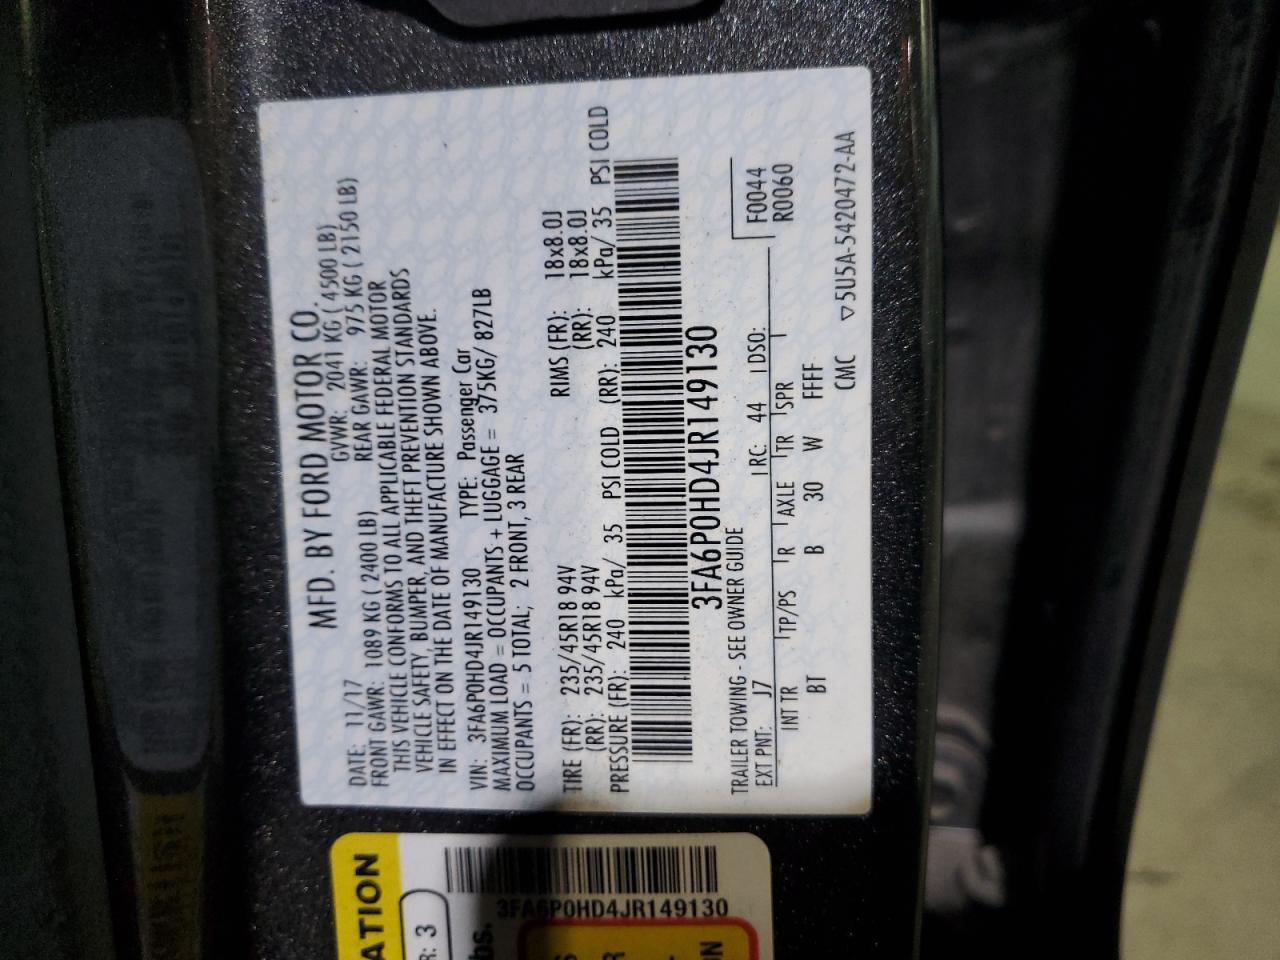 MFD. BY FORD MOTOR CO.
DATE: 11/17 GVWR: 2041 KG ( 4500 LB)
FRONT GAWR: 1089 KG ( 2400 LB) REAR GAWR: 975 KG ( 2150 LB)
THIS VEHICLE CONFORMS TO ALL APPLICABLE FEDERAL MOTOR
VEHICLE SAFETY, BUMPER, AND THEFT PREVENTION STANDARDS
IN EFFECT ON THE DATE OF MANUFACTURE SHOWN ABOVE.
VIN: 3FA6P0HD4JR149130 TYPE: Passenger Car
MAXIMUM LOAD = OCCUPANTS + LUGGAGE = 375KG/ 827LB
OCCUPANTS = 5 TOTAL; 2 FRONT, 3 REAR
TIRE (FR): 235/45R18 94V RIMS (FR): 18x8.0J
(RR): 235/45R18 94V (RR): 18x8.0J
PRESSURE (FR): 240 kPa/ 35 PSI COLD (RR): 240 kPa/ 35 PSI COLD
3FA6P0HD4JR149130
TRAILER TOWING - SEE OWNER GUIDE
EXT PNT: J7 RC: 44 DSO: F0044
R0060
INT TR TP/PS R AXLE TR SPR
BT B 30 W FFFF
CMC ▽5U5A-5420472-AA
3FA6P0HD4JR149130
ATION
R: 3
bs.